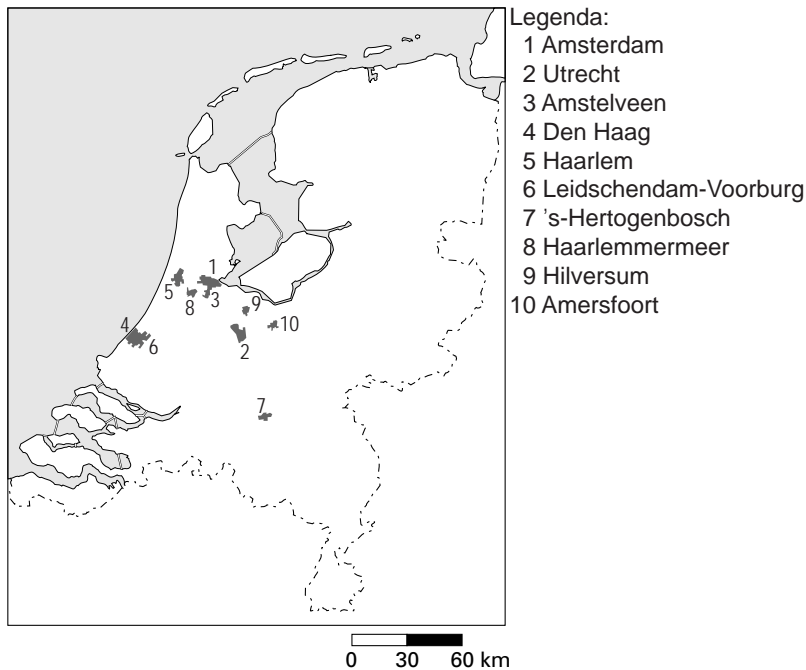 Legenda:
1 Amsterdam
2 Utrecht
3 Amstelveen
4 Den Haag
5 Haarlem
6 Leidschendam-Voorburg
7 's-Hertogenbosch
8 Haarlemmermeer
9 Hilversum
10 Amersfoort
1
5
8
3
9
4
10
6
2
7
0 30 60 km